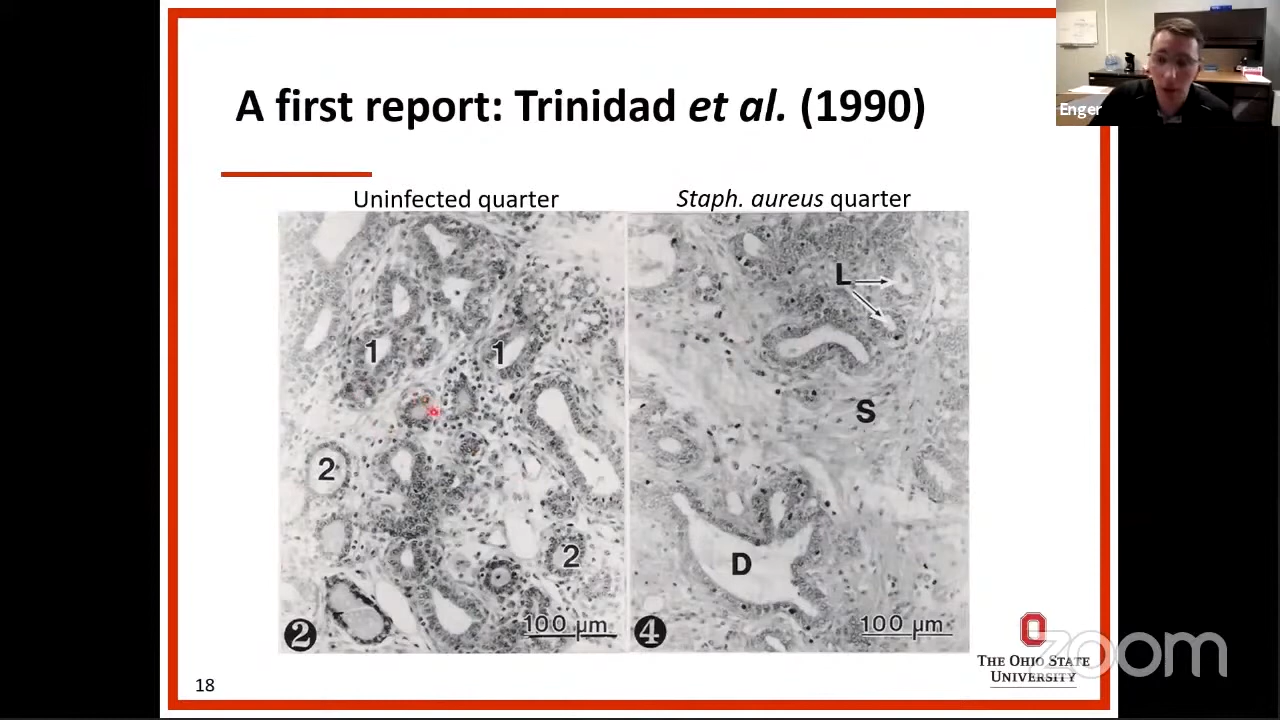 A first report: Trinidad et al. (1990)
Enger
Uninfected quarter
Staph. aureus quarter
1
1
2
2
100 µm
2
L
S
D
100 µm
4
THE OHIO STATE
UNIVERSITY
zoom
18